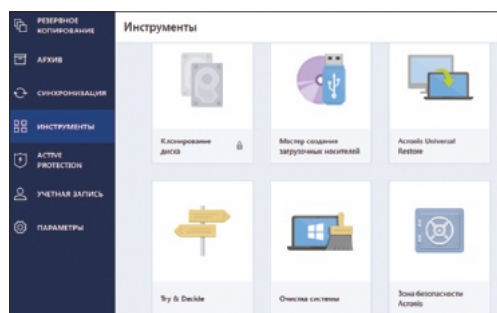 РЕЗЕРВНОЕ
КОПИРОВАНИЕ
АРХИВ
СИНХРОНИЗАЦИЯ
ИНСТРУМЕНТЫ
ACTIVE
PROTECTION
УЧЕТНАЯ ЗАПИСЬ
ПАРАМЕТРЫ
Инструменты
Клонирование
диска
Мастер создания
загрузочных носителей
Acronis Universal
Restore
Try & Decide
Очистка системы
Зона безопасности
Acronis